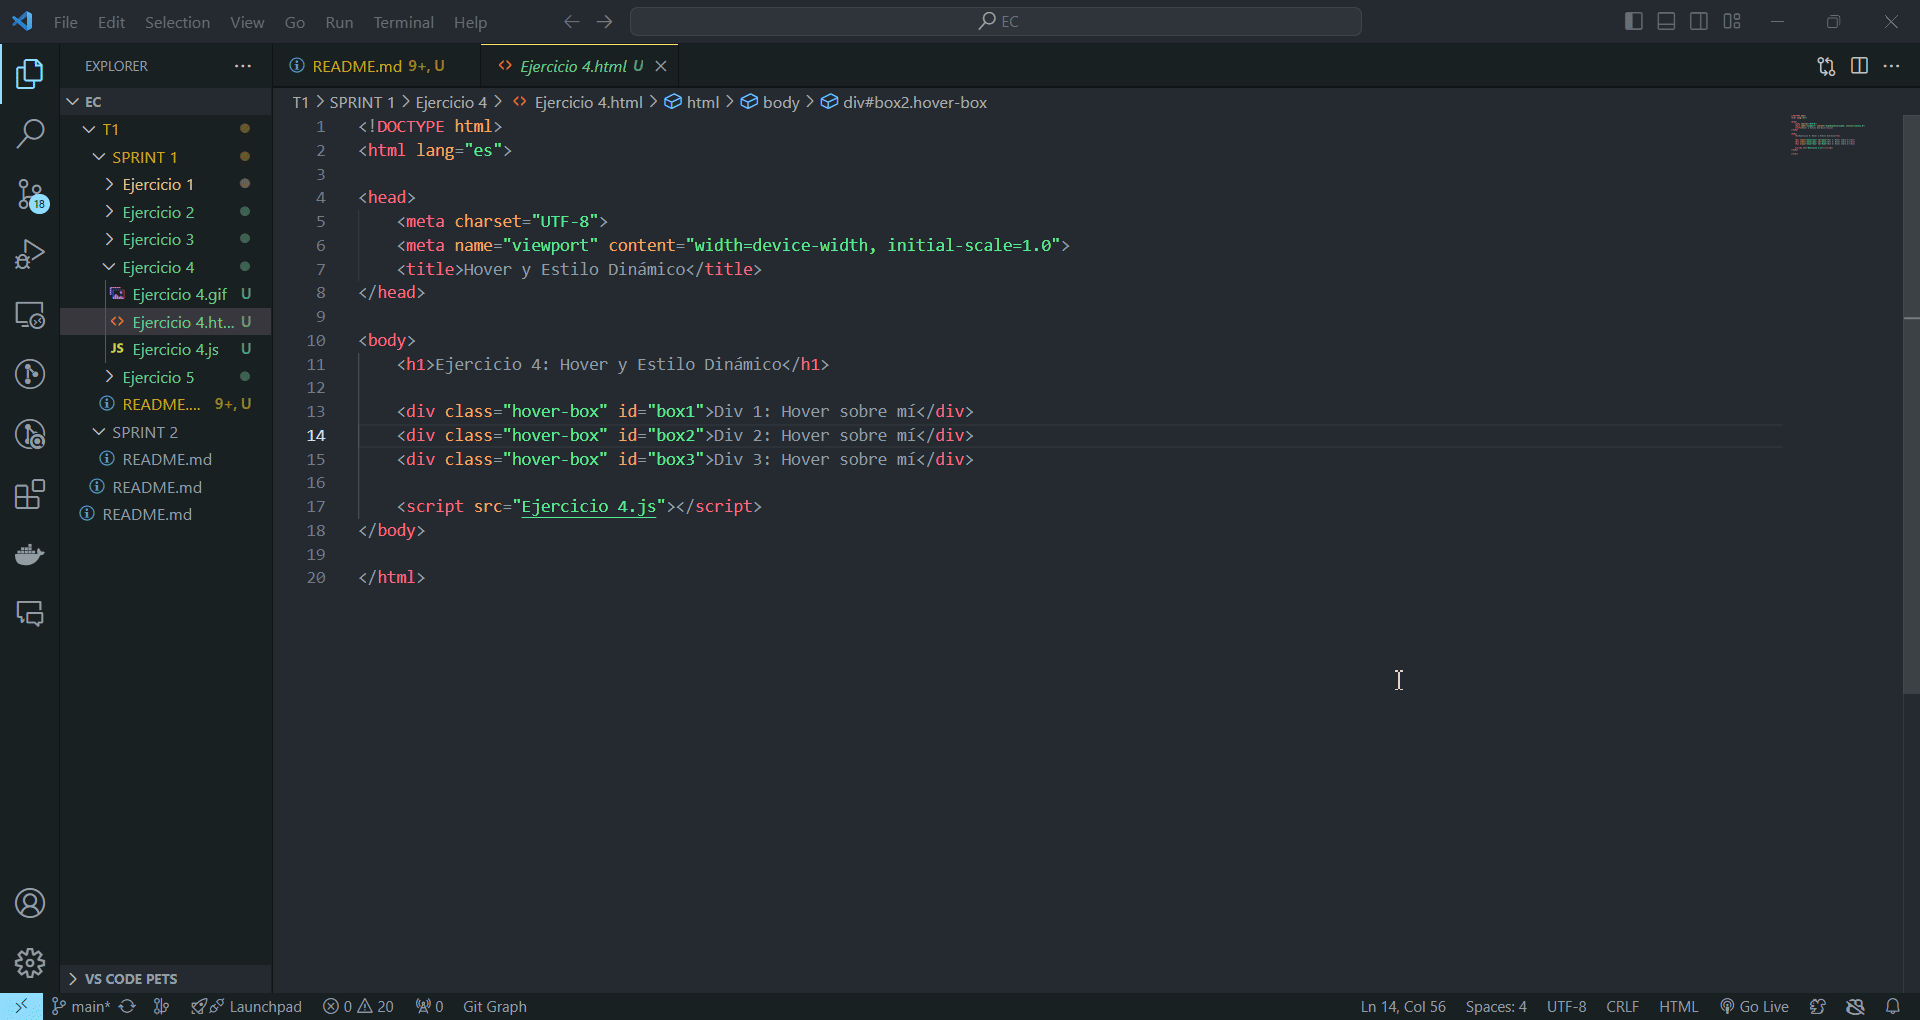 File Edit Selection View Go Run Terminal Help EC
EXPLORER
README.md 9+, U
Ejercicio 4.html U
EC
T1
SPRINT 1
Ejercicio 1
Ejercicio 2
Ejercicio 3
Ejercicio 4
Ejercicio 4.gif U
Ejercicio 4.ht... U
JS Ejercicio 4.js U
Ejercicio 5
README.... 9+, U
SPRINT 2
README.md
README.md
README.md
18
VS CODE PETS
T1 > SPRINT 1 > Ejercicio 4 > Ejercicio 4.html > html > body > div#box2.hover-box
1 <!DOCTYPE html>
2 <html lang="es">
3
4 <head>
5 <meta charset="UTF-8">
6 <meta name="viewport" content="width=device-width, initial-scale=1.0">
7 <title>Hover y Estilo Dinámico</title>
8 </head>
9
10 <body>
11 <h1>Ejercicio 4: Hover y Estilo Dinámico</h1>
12
13 <div class="hover-box" id="box1">Div 1: Hover sobre mí</div>
14 <div class="hover-box" id="box2">Div 2: Hover sobre mí</div>
15 <div class="hover-box" id="box3">Div 3: Hover sobre mí</div>
16
17 <script src="Ejercicio 4.js"></script>
18 </body>
19
20 </html>
main* Launchpad 0 20 0 Git Graph Ln 14, Col 56 Spaces: 4 UTF-8 CRLF HTML Go Live